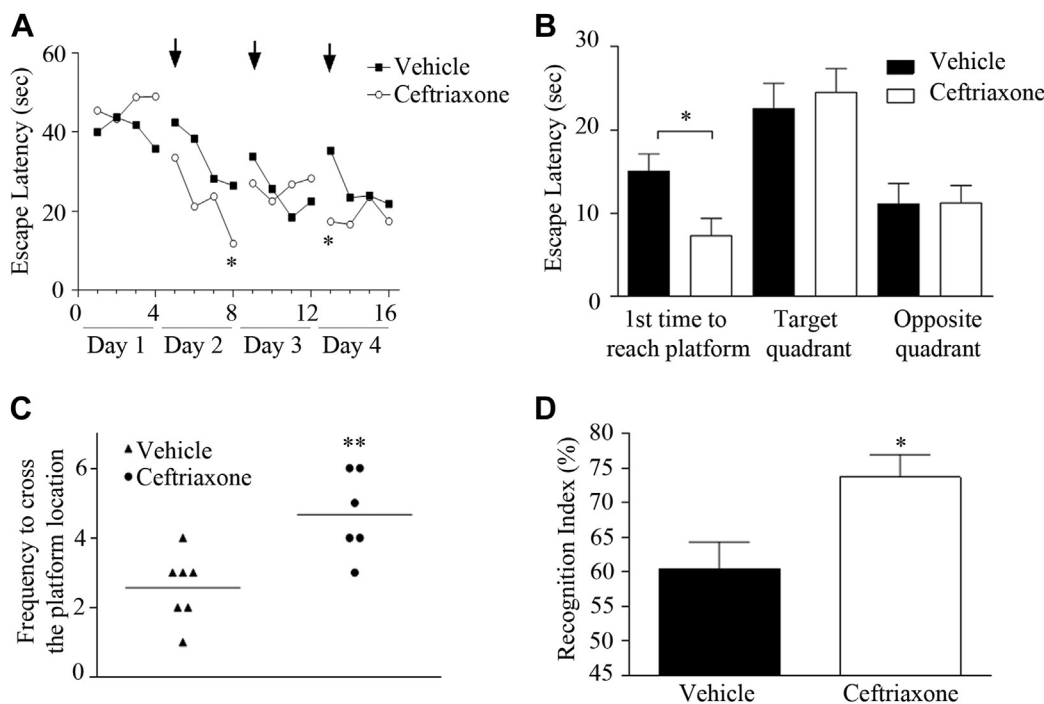 A
Escape Latency (sec)
60
40
20
0
Vehicle
Ceftriaxone
*
*
0 4 8 12 16
Day 1 Day 2 Day 3 Day 4
B
Escape Latency (sec)
30
20
10
0
Vehicle
Ceftriaxone
*
1st time to
reach platform
Target
quadrant
Opposite
quadrant
C
Frequency to cross
the platform location
6
4
2
0
Vehicle
Ceftriaxone
**
D
Recognition Index (%)
80
75
70
65
60
55
50
45
*
Vehicle Ceftriaxone